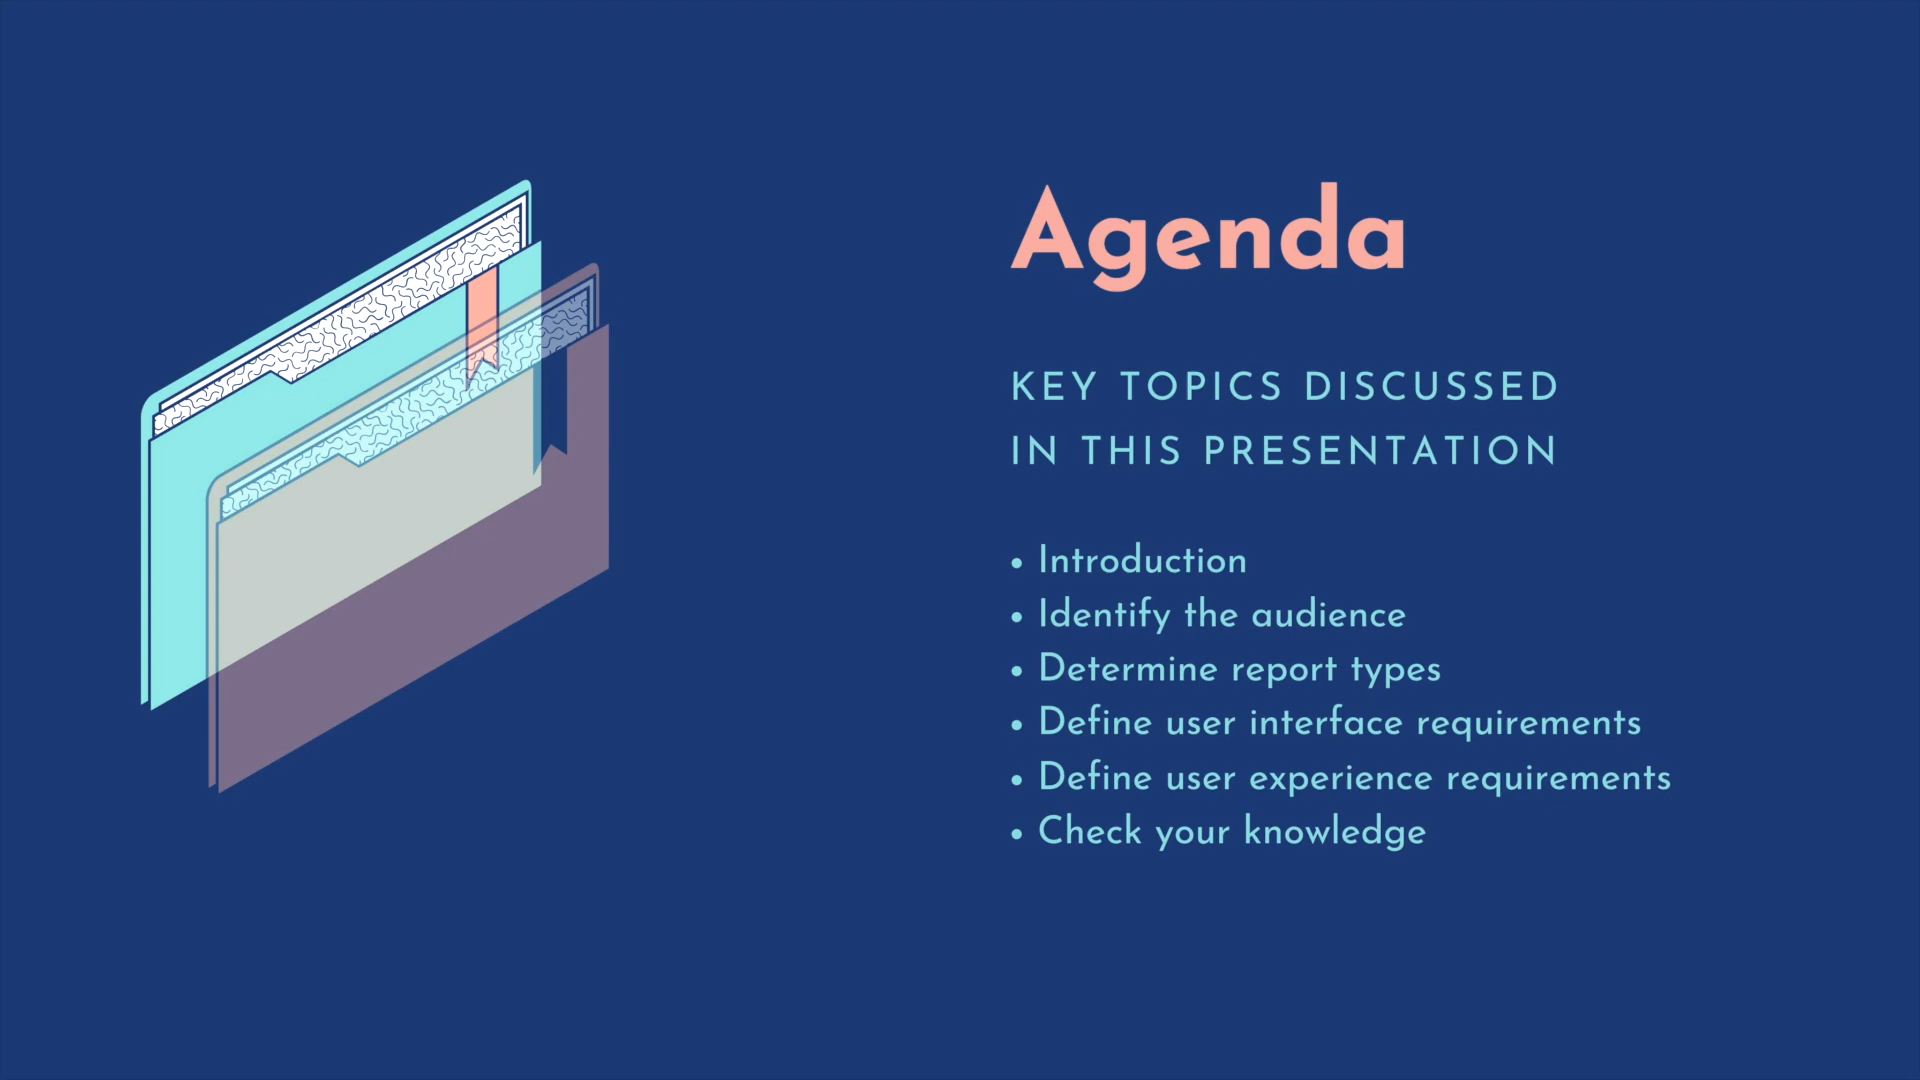 Agenda
KEY TOPICS DISCUSSED
IN THIS PRESENTATION
• Introduction
• Identify the audience
• Determine report types
• Define user interface requirements
• Define user experience requirements
• Check your knowledge